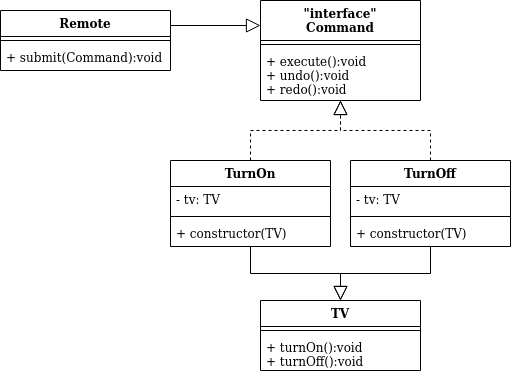 Remote
+ submit(Command):void
"interface"
Command
+ execute():void
+ undo():void
+ redo():void
TurnOn
- tv: TV
+ constructor(TV)
TurnOff
- tv: TV
+ constructor(TV)
TV
+ turnOn():void
+ turnOff():void